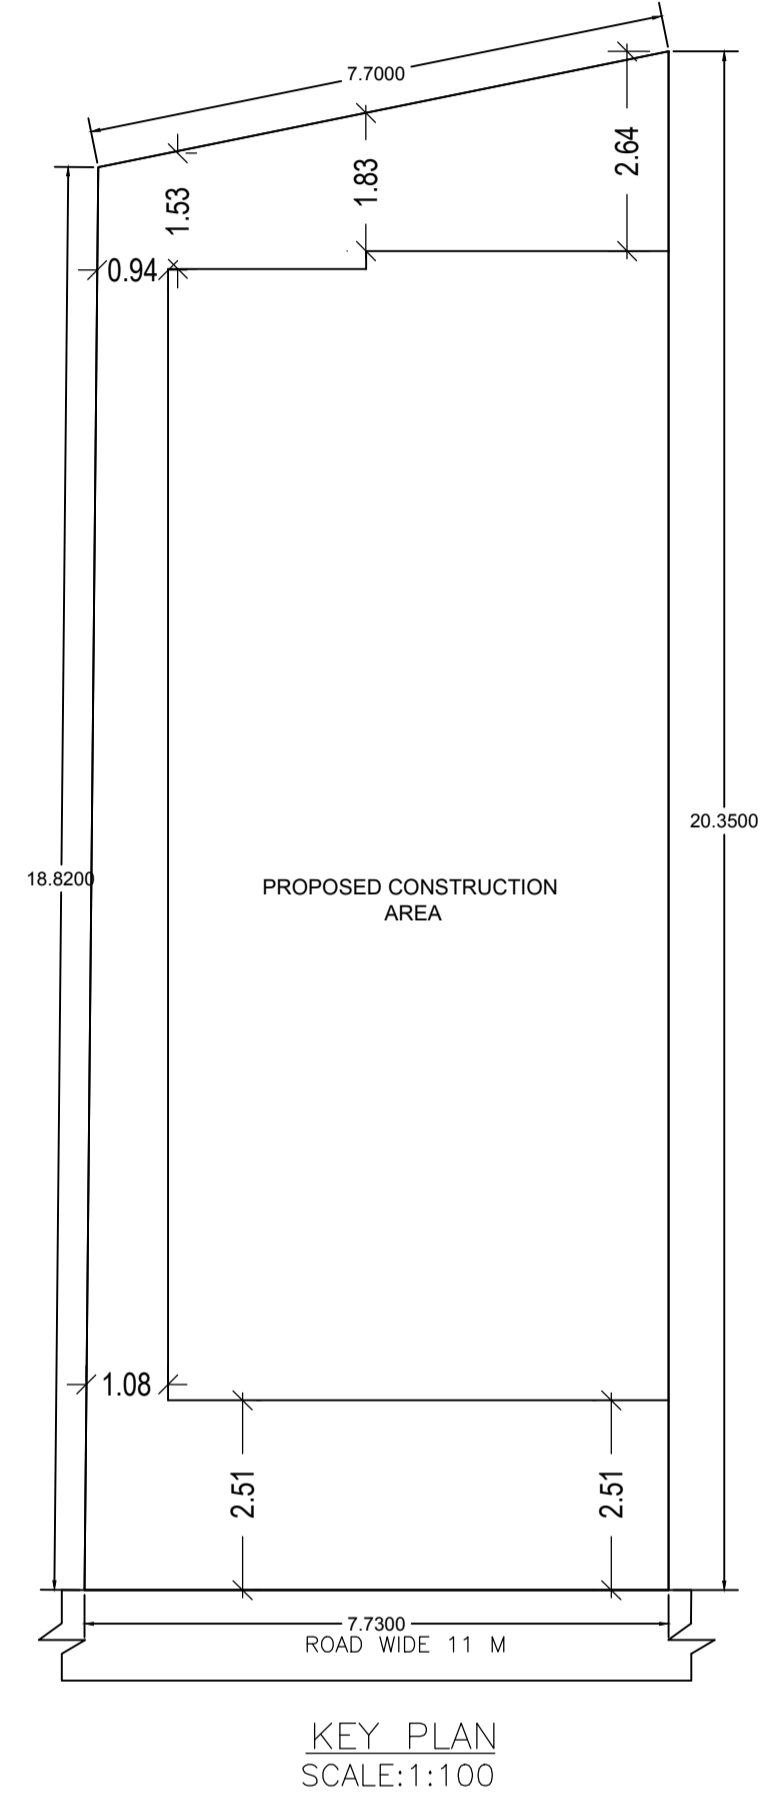 7.7000
2.64
1.83
1.53
0.94
20.3500
18.8200
PROPOSED CONSTRUCTION
AREA
1.08
2.51
2.51
7.7300
ROAD WIDE 11 M
KEY PLAN
SCALE:1:100